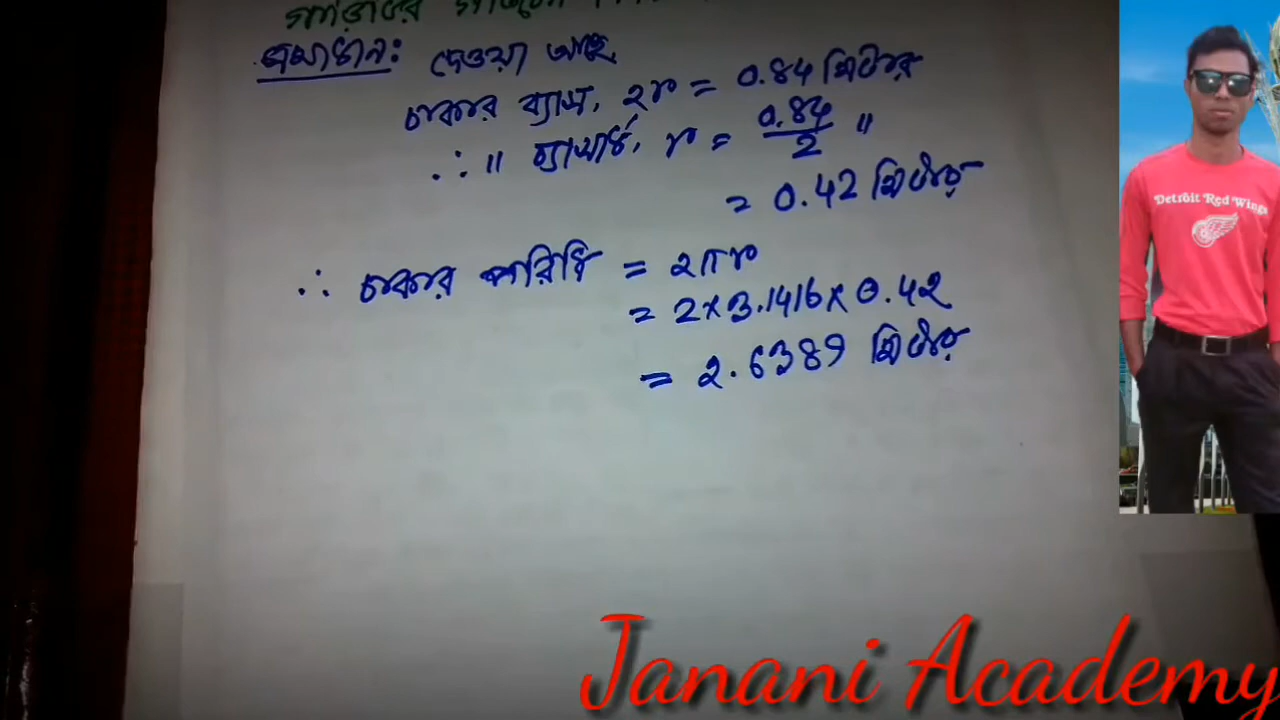 সমাধান: দেওয়া আছে,
চাকার ব্যাস, 2r = 0.84 মিটার
∴ " ব্যাসার্ধ, r = 0.84/2 "
= 0.42 মিটার
∴ চাকার পরিধি = 2πr
= 2×3.1416×0.42
= 2.6389 মিটার
Detroit Red Wings
Janani Academy